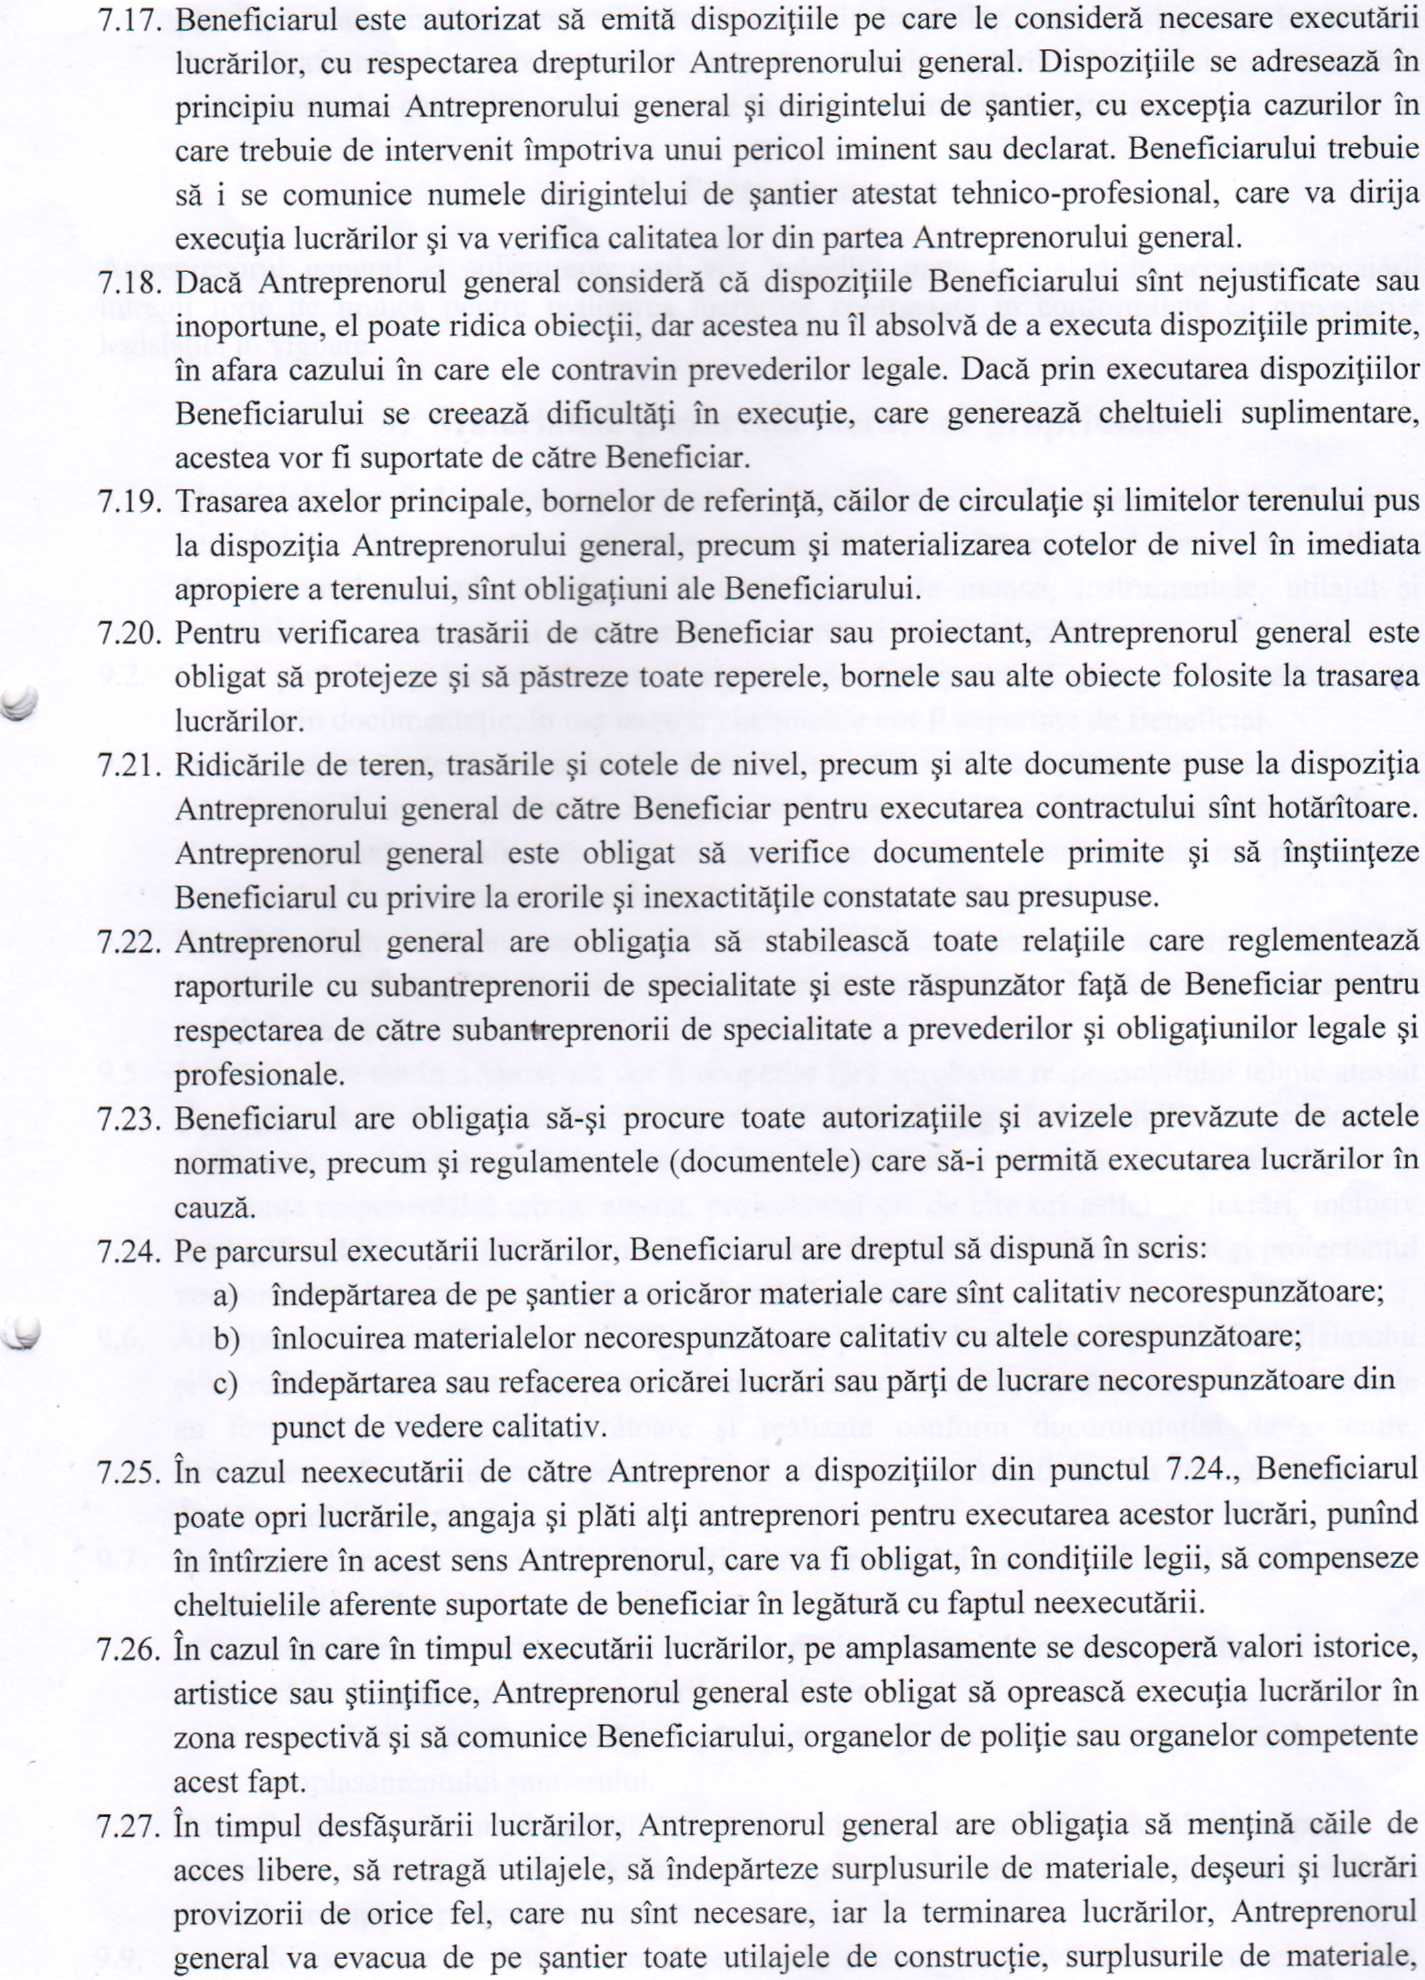 7.17. Beneficiarul este autorizat să emită dispoziţiile pe care le consideră necesare executării
lucrărilor, cu respectarea drepturilor Antreprenorului general. Dispoziţiile se adresează în
principiu numai Antreprenorului general şi dirigintelui de şantier, cu excepţia cazurilor în
care trebuie de intervenit împotriva unui pericol iminent sau declarat. Beneficiarului trebuie
să i se comunice numele dirigintelui de şantier atestat tehnico-profesional, care va dirija
execuţia lucrărilor şi va verifica calitatea lor din partea Antreprenorului general.
7.18. Dacă Antreprenorul general consideră că dispoziţiile Beneficiarului sînt nejustificate sau
inoportune, el poate ridica obiecţii, dar acestea nu îl absolvă de a executa dispoziţiile primite,
în afara cazului în care ele contravin prevederilor legale. Dacă prin executarea dispoziţiilor
Beneficiarului se creează dificultăţi în execuţie, care generează cheltuieli suplimentare,
acestea vor fi suportate de către Beneficiar.
7.19. Trasarea axelor principale, bornelor de referinţă, căilor de circulaţie şi limitelor terenului pus
la dispoziţia Antreprenorului general, precum şi materializarea cotelor de nivel în imediata
apropiere a terenului, sînt obligaţiuni ale Beneficiarului.
7.20. Pentru verificarea trasării de către Beneficiar sau proiectant, Antreprenorul general este
obligat să protejeze şi să păstreze toate reperele, bornele sau alte obiecte folosite la trasarea
lucrărilor.
7.21. Ridicările de teren, trasările şi cotele de nivel, precum şi alte documente puse la dispoziţia
Antreprenorului general de către Beneficiar pentru executarea contractului sînt hotărîtoare.
Antreprenorul general este obligat să verifice documentele primite şi să înştiinţeze
Beneficiarul cu privire la erorile şi inexactităţile constatate sau presupuse.
7.22. Antreprenorul general are obligaţia să stabilească toate relaţiile care reglementează
raporturile cu subantreprenorii de specialitate şi este răspunzător faţă de Beneficiar pentru
respectarea de către subantreprenorii de specialitate a prevederilor şi obligaţiunilor legale şi
profesionale.
7.23. Beneficiarul are obligaţia să-şi procure toate autorizaţiile şi avizele prevăzute de actele
normative, precum şi regulamentele (documentele) care să-i permită executarea lucrărilor în
cauză.
7.24. Pe parcursul executării lucrărilor, Beneficiarul are dreptul să dispună în scris:
a) îndepărtarea de pe şantier a oricăror materiale care sînt calitativ necorespunzătoare;
b) înlocuirea materialelor necorespunzătoare calitativ cu altele corespunzătoare;
c) îndepărtarea sau refacerea oricărei lucrări sau părţi de lucrare necorespunzătoare din
punct de vedere calitativ.
7.25. În cazul neexecutării de către Antreprenor a dispoziţiilor din punctul 7.24., Beneficiarul
poate opri lucrările, angaja şi plăti alţi antreprenori pentru executarea acestor lucrări, punînd
în întîrziere în acest sens Antreprenorul, care va fi obligat, în condiţiile legii, să compenseze
cheltuielile aferente suportate de beneficiar în legătură cu faptul neexecutării.
7.26. În cazul în care în timpul executării lucrărilor, pe amplasamente se descoperă valori istorice,
artistice sau ştiinţifice, Antreprenorul general este obligat să oprească execuţia lucrărilor în
zona respectivă şi să comunice Beneficiarului, organelor de poliţie sau organelor competente
acest fapt.
7.27. În timpul desfăşurării lucrărilor, Antreprenorul general are obligaţia să menţină căile de
acces libere, să retragă utilajele, să îndepărteze surplusurile de materiale, deşeuri şi lucrări
provizorii de orice fel, care nu sînt necesare, iar la terminarea lucrărilor, Antreprenorul
general va evacua de pe şantier toate utilajele de construcţie, surplusurile de materiale,